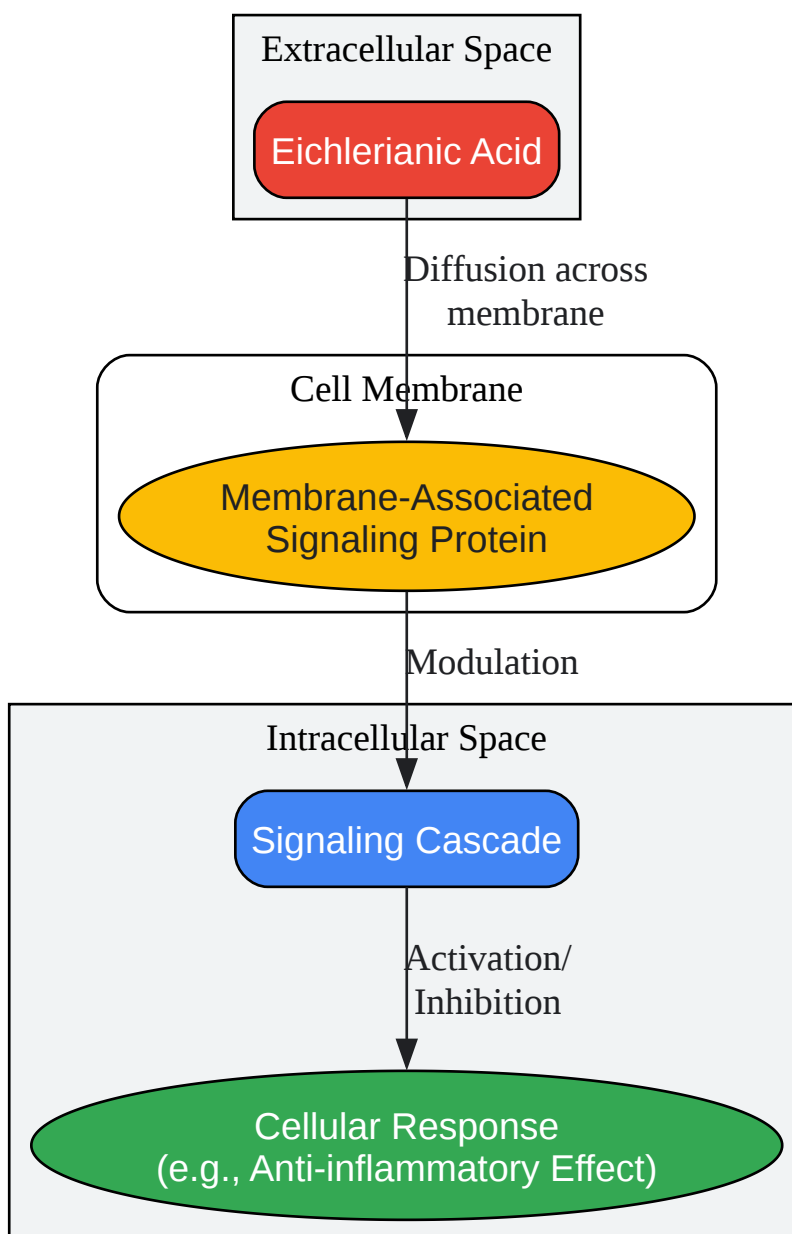 Extracellular Space
Eichlerianic Acid
Diffusion across
membrane
Cell Membrane
Membrane-Associated
Signaling Protein
Modulation
Intracellular Space
Signaling Cascade
Activation/
Inhibition
Cellular Response
(e.g., Anti-inflammatory Effect)